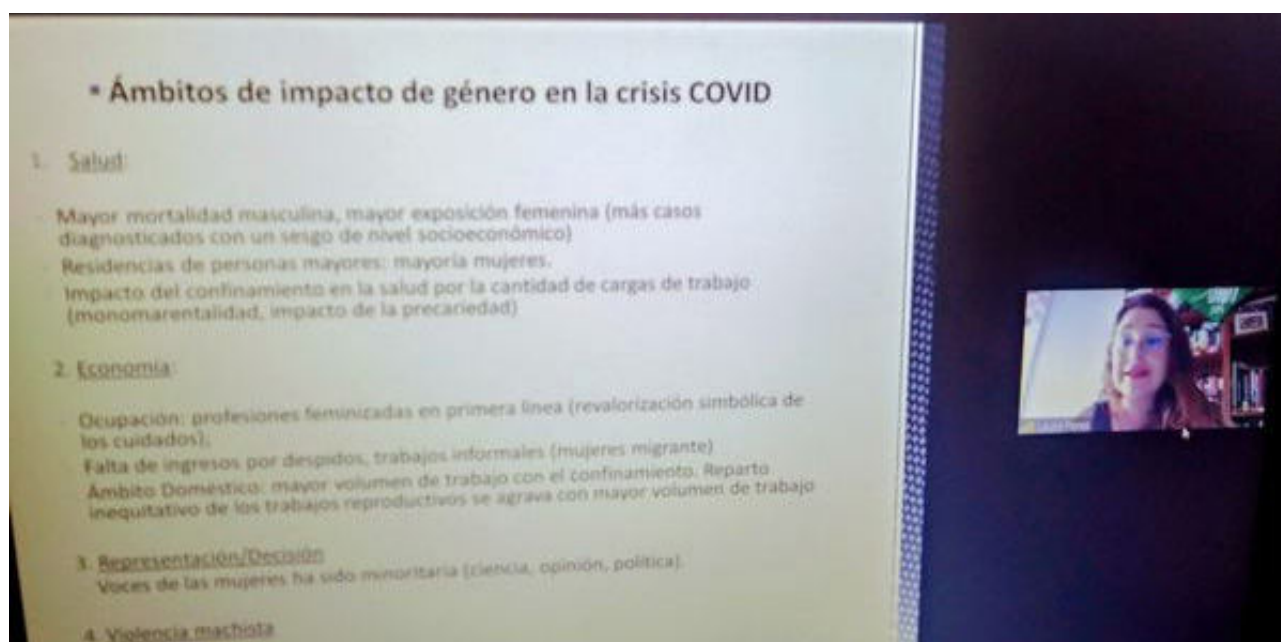 ▪ Ámbitos de impacto de género en la crisis COVID
1. Salud:
- Mayor mortalidad masculina, mayor exposición femenina (más casos
diagnosticados con un sesgo de nivel socioeconómico)
- Residencias de personas mayores: mayoría mujeres.
- Impacto del confinamiento en la salud por la cantidad de cargas de trabajo
(monomarentalidad, impacto de la precariedad)
2. Economía:
- Ocupación: profesiones feminizadas en primera línea (revalorización simbólica de
los cuidados).
- Falta de ingresos por despidos, trabajos informales (mujeres migrante)
- Ámbito Doméstico: mayor volumen de trabajo con el confinamiento. Reparto
inequitativo de los trabajos reproductivos se agrava con mayor volumen de trabajo
3. Representación/Decisión
Voces de las mujeres ha sido minoritaria (ciencia, opinión, política).
4. Violencia machista